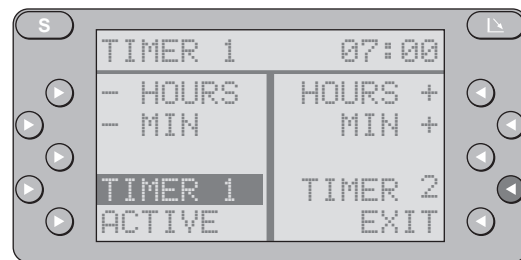 S
TIMER 1 07:00
- HOURS HOURS +
- MIN MIN +
TIMER 1 TIMER 2
ACTIVE EXIT